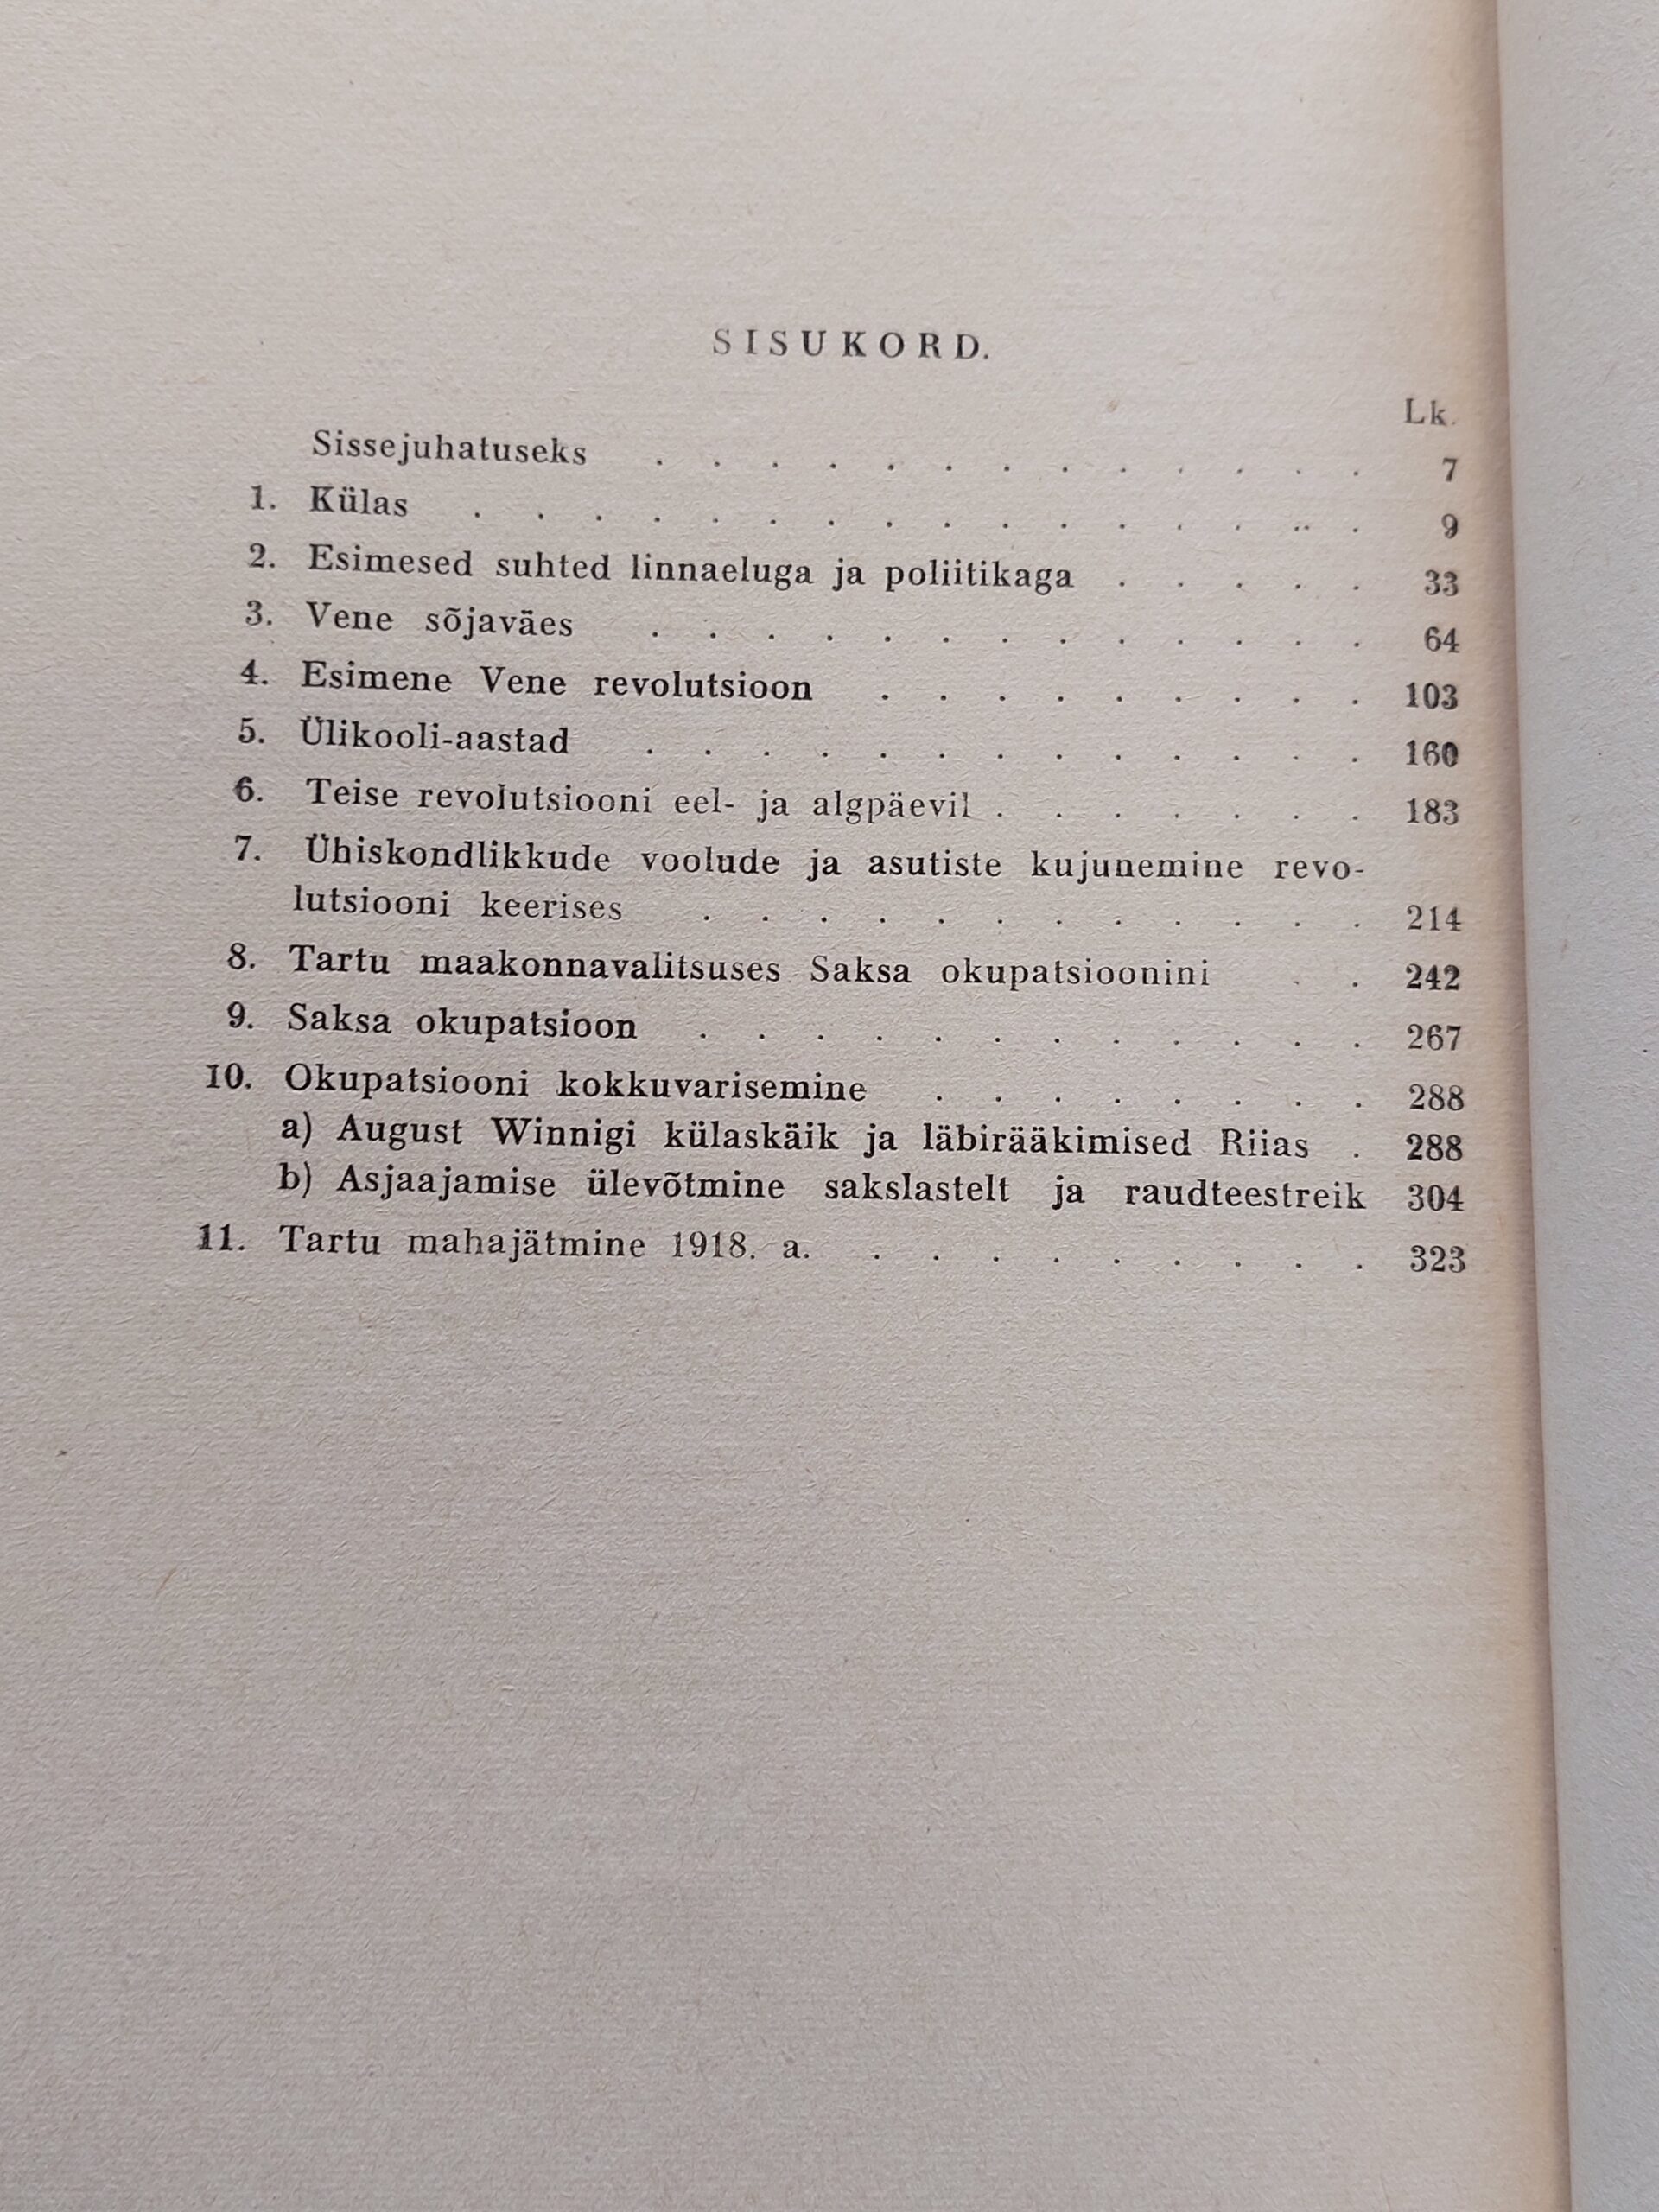 SISUKORD.
Lk.
Sissejuhatuseks . . . . . . . . . . . . . 7
1. Külas . . . . . . . . . . . . . . . . 9
2. Esimesed suhted linnaeluga ja poliitikaga . . . . . 33
3. Vene sõjaväes . . . . . . . . . . . . . 64
4. Esimene Vene revolutsioon . . . . . . . . . 103
5. Ülikooli-aastad . . . . . . . . . . . . . 160
6. Teise revolutsiooni eel- ja algpäevil . . . . . . . 183
7. Ühiskondlikkude voolude ja asutiste kujunemine revo-
lutsiooni keerises . . . . . . . . . . . . 214
8. Tartu maakonnavalitsuses Saksa okupatsioonini . . 242
9. Saksa okupatsioon . . . . . . . . . . . . 267
10. Okupatsiooni kokkuvarisemine . . . . . . . . 288
a) August Winnigi külaskäik ja läbirääkimised Riias . 288
b) Asjaajamise ülevõtmine sakslastelt ja raudteestreik 304
11. Tartu mahajätmine 1918. a. . . . . . . . . . 323